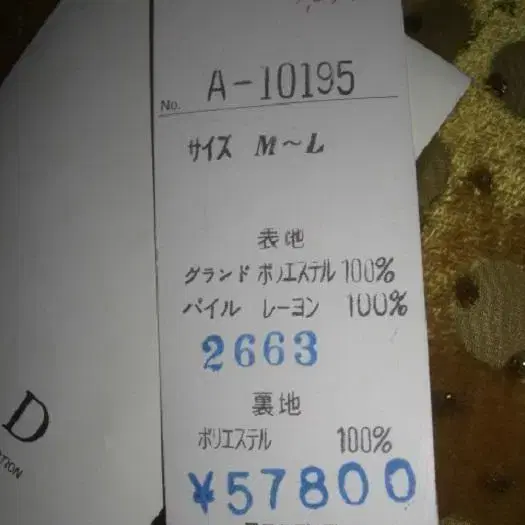 No. A-10195
サイズ M～L
表地
グランド ポリエステル 100%
パイル レーヨン 100%
2663
裏地
ポリエステル 100%
¥57800
D